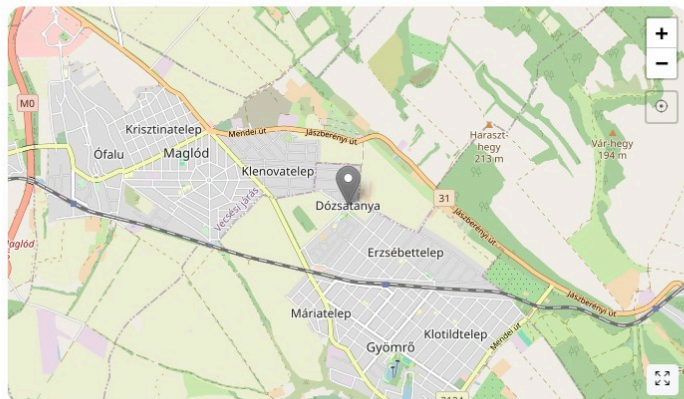 +
−
M0
Krisztinatelep
Mendei út
Jászberényi út
Haraszt-
hegy
213 m
Vár-hegy
194 m
Ófalu
Maglód
Klenovatelep
31
Dózsatanya
Vecsési járás
Jászberényi út
Maglód
Erzsébettelep
Jászberényi út
Máriatelep
Klotildtelep
Mendei út
Gyömrő